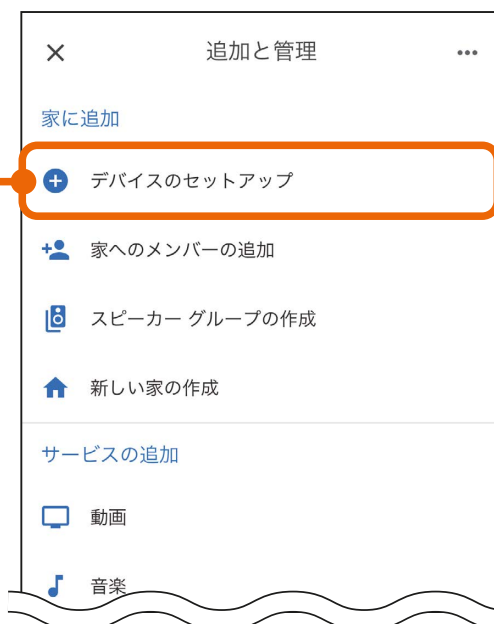 追加と管理
家に追加
デバイスのセットアップ
家へのメンバーの追加
スピーカー グループの作成
新しい家の作成
サービスの追加
動画
音楽